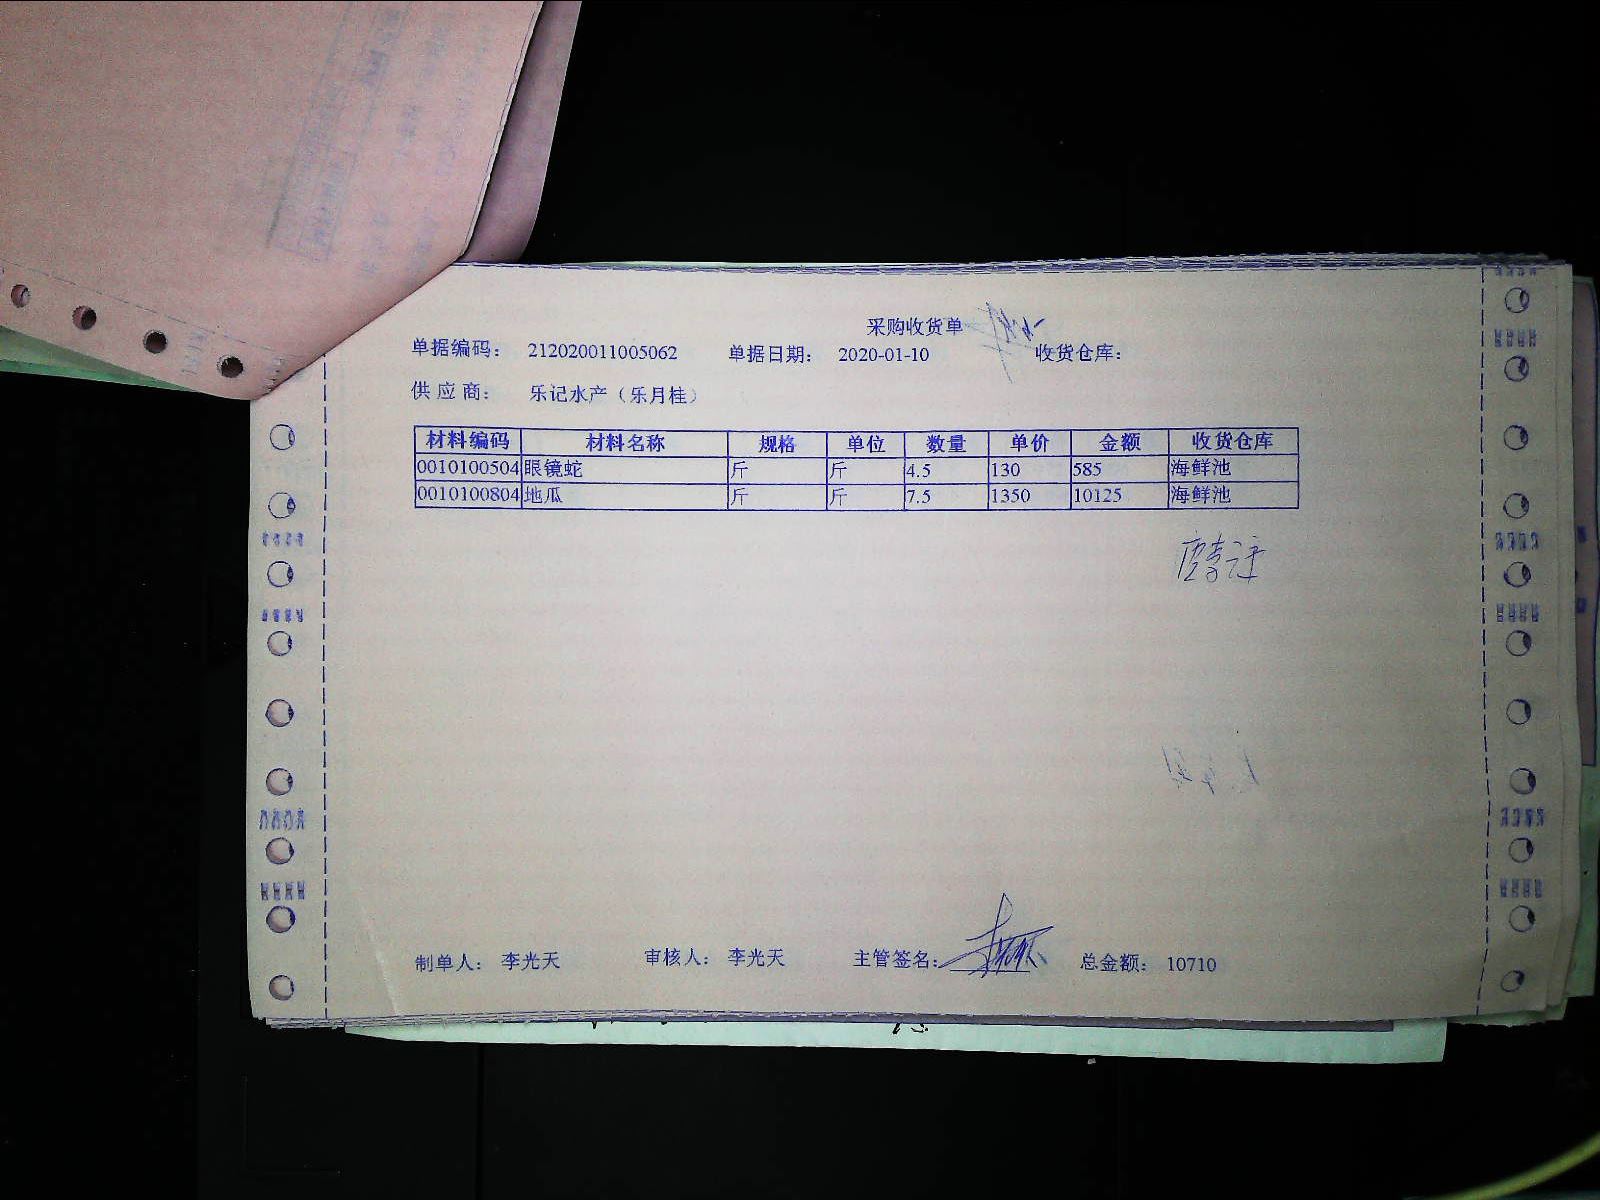 采购收货单
单据编码： 212020011005062 单据日期： 2020-01-10 收货仓库：
供 应 商： 乐记水产（乐月桂）
材料编码 材料名称 规格 单位 数量 单价 金额 收货仓库
0010100504 眼镜蛇 斤 斤 4.5 130 585 海鲜池
0010100804 地瓜 斤 斤 7.5 1350 10125 海鲜池
制单人： 李光天 审核人： 李光天 主管签名： 总金额： 10710